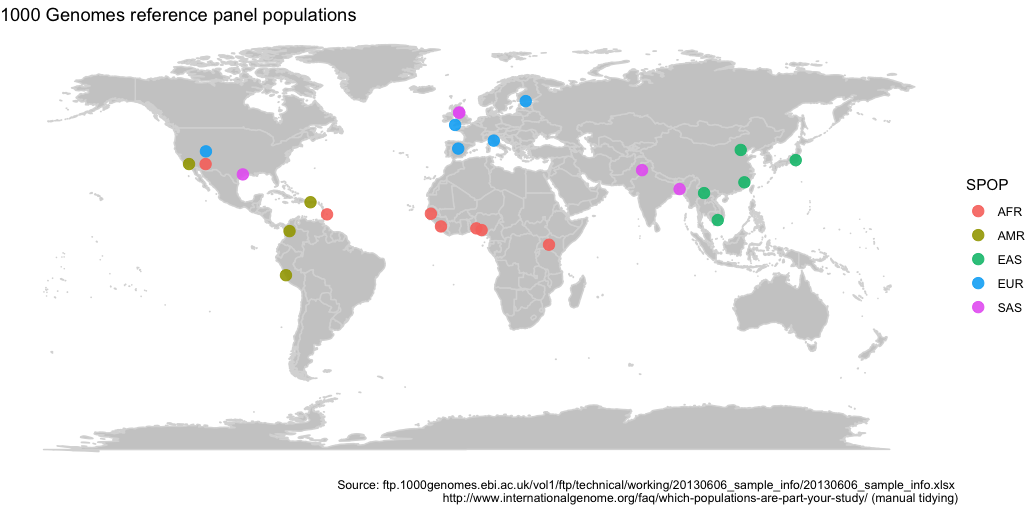 1000 Genomes reference panel populations
SPOP
AFR
AMR
EAS
EUR
SAS
Source: ftp.1000genomes.ebi.ac.uk/vol1/ftp/technical/working/20130606_sample_info/20130606_sample_info.xlsx
http://www.internationalgenome.org/faq/which-populations-are-part-your-study/ (manual tidying)